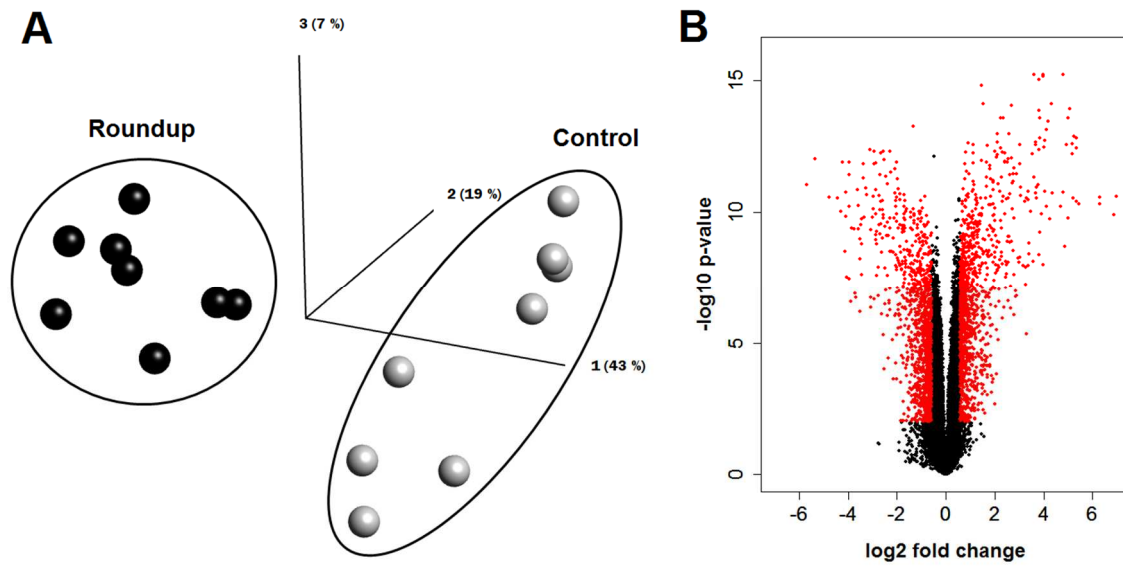 A
3 (7 %)
Roundup
Control
2 (19 %)
1 (43 %)
B
15
10
5
0
-log10 p-value
-6
-4
-2
0
2
4
6
log2 fold change